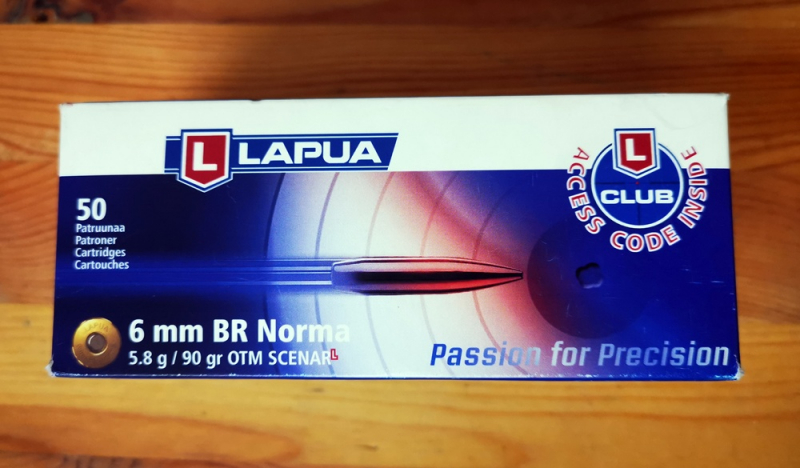 L LAPUA
L
CLUB
ACCESS CODE INSIDE
50
Patruunaa
Patroner
Cartridges
Cartouches
6 mm BR Norma
5.8 g / 90 gr OTM SCENAR L
Passion for Precision